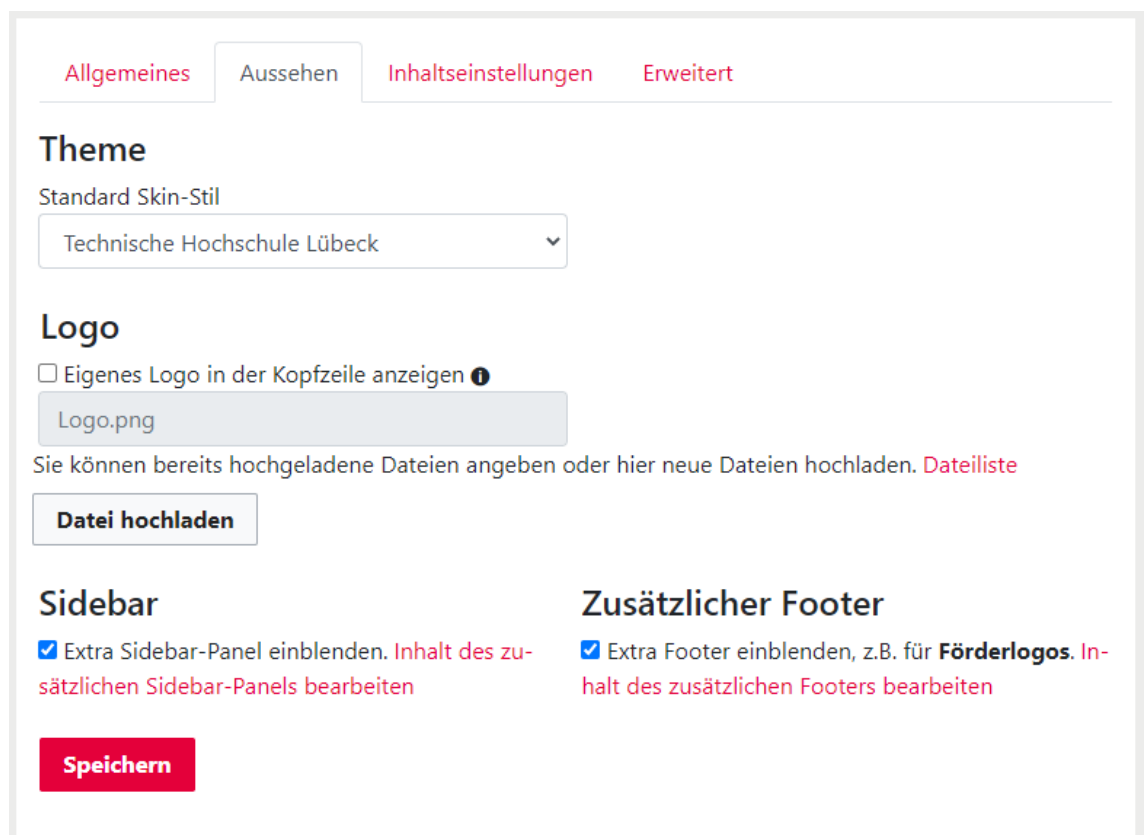 Allgemeines Aussehen Inhaltseinstellungen Erweitert
Theme
Standard Skin-Stil
Technische Hochschule Lübeck
Logo
Eigenes Logo in der Kopfzeile anzeigen
Logo.png
Sie können bereits hochgeladene Dateien angeben oder hier neue Dateien hochladen. Dateiliste
Datei hochladen
Sidebar
Extra Sidebar-Panel einblenden. Inhalt des zu-
sätzlichen Sidebar-Panels bearbeiten
Zusätzlicher Footer
Extra Footer einblenden, z.B. für Förderlogos. In-
halt des zusätzlichen Footers bearbeiten
Speichern